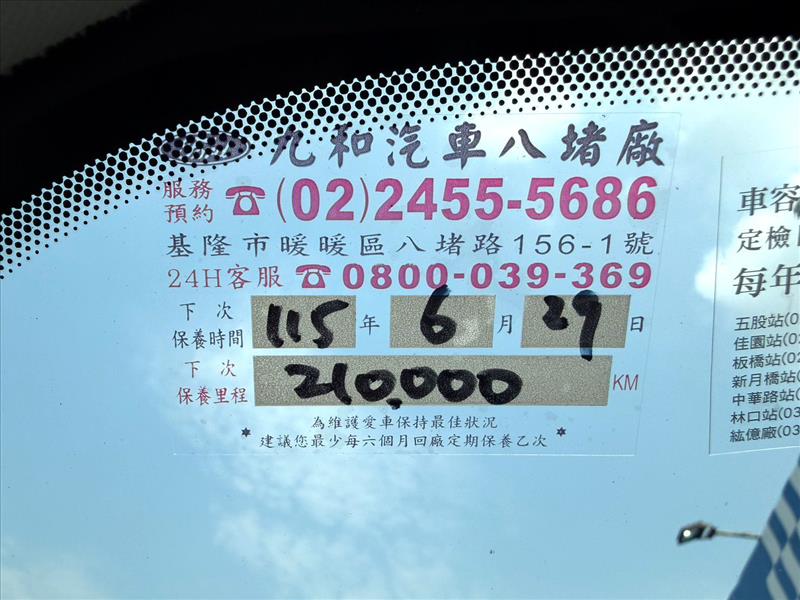 九和汽車八堵廠
服務預約 ☎ (02)2455-5686
基隆市暖暖區八堵路156-1號
24H客服 ☎ 0800-039-369
下次保養時間 115 年 6 月 29 日
下次保養里程 210,000 KM
為維護愛車保持最佳狀況
建議您最少每六個月回廠定期保養乙次
車容
定檢
每年
五股站(0
佳園站(02
板橋站(02
新月橋站(
中華路站(
林口站(03
紘億廠(03